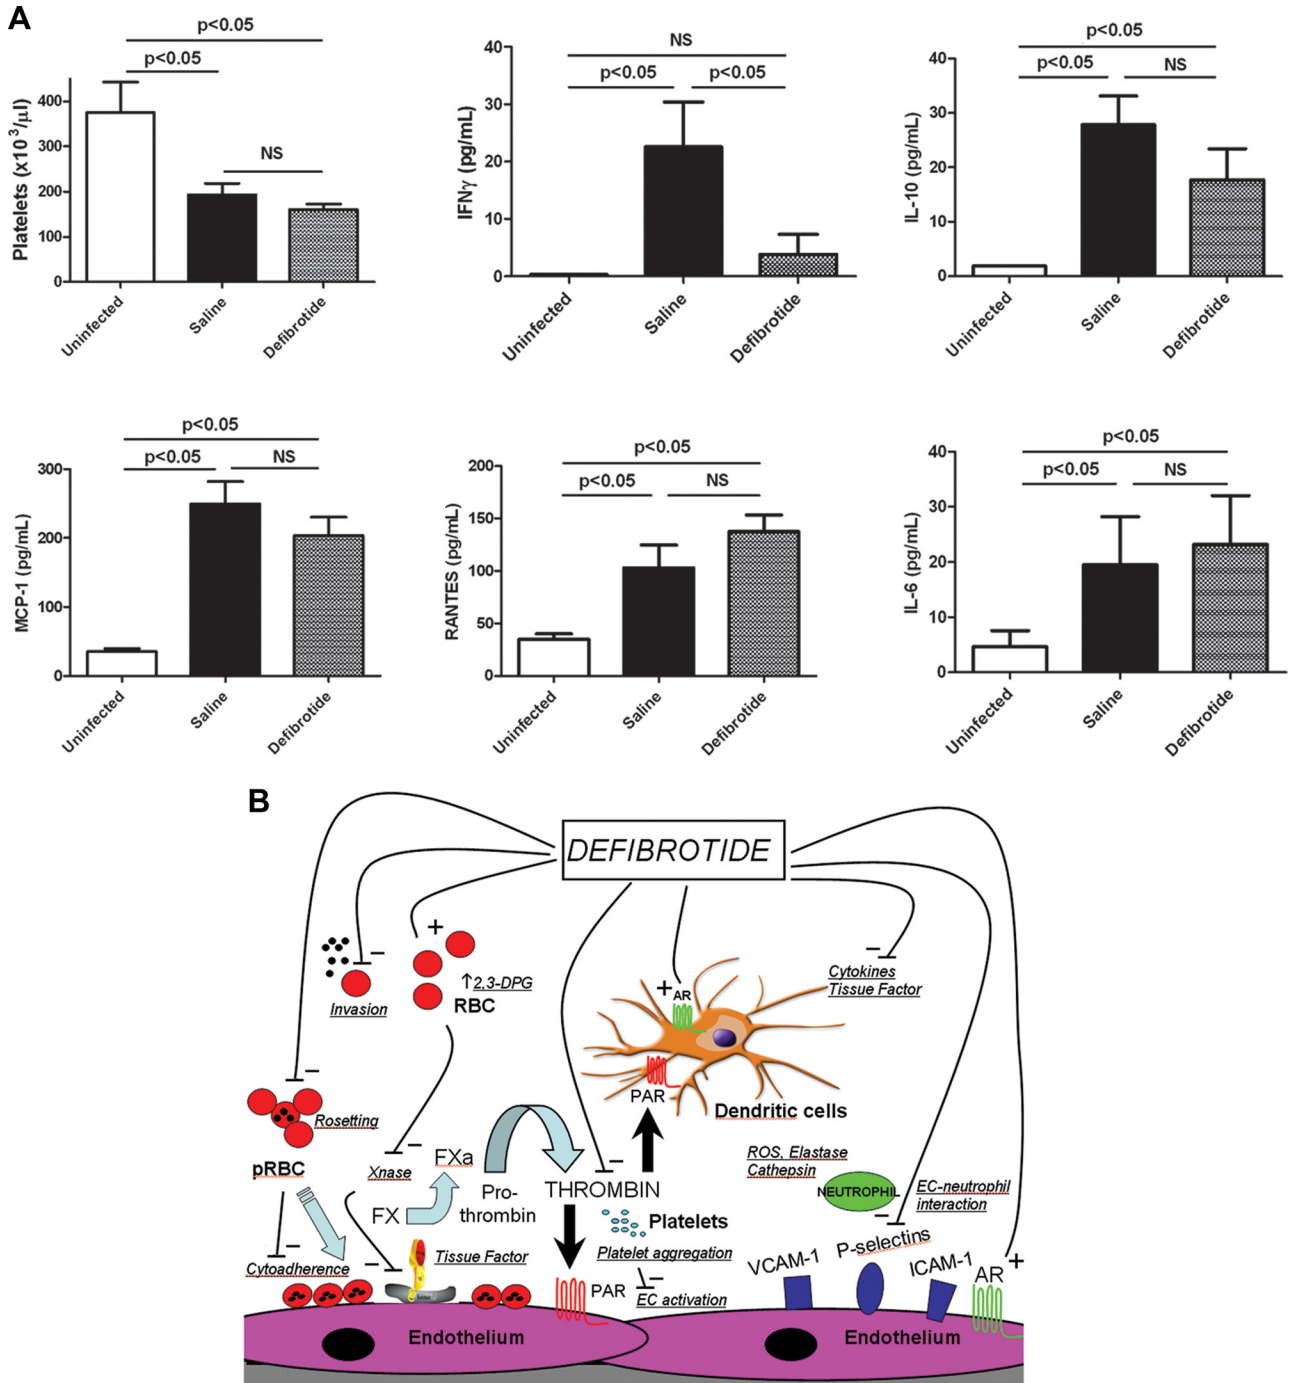 A
p<0.05
p<0.05
NS
Platelets (x10³/µl)
400
300
200
100
0
Uninfected
Saline
Defibrotide
NS
p<0.05
p<0.05
IFNγ (pg/mL)
40
30
20
10
0
Uninfected
Saline
Defibrotide
p<0.05
p<0.05
NS
IL-10 (pg/mL)
40
30
20
10
0
Uninfected
Saline
Defibrotide
p<0.05
p<0.05
NS
MCP-1 (pg/mL)
300
200
100
0
Uninfected
Saline
Defibrotide
p<0.05
p<0.05
NS
RANTES (pg/mL)
200
150
100
50
0
Uninfected
Saline
Defibrotide
p<0.05
p<0.05
NS
IL-6 (pg/mL)
40
30
20
10
0
Uninfected
Saline
Defibrotide
B
DEFIBROTIDE
+
−
Invasion
↑2,3-DPG
RBC
−
Cytokines
Tissue Factor
+ AR
PAR
Dendritic cells
−
Rosetting
pRBC
−
Xnase
FXa
FX
Pro-
thrombin
−
THROMBIN
Platelets
Platelet aggregation
−
EC activation
ROS, Elastase
Cathepsin
NEUTROPHIL
EC-neutrophil
interaction
−
−
Cytoadherence
−
Tissue Factor
PAR
VCAM-1
P-selectins
ICAM-1
AR
+
Endothelium
Endothelium